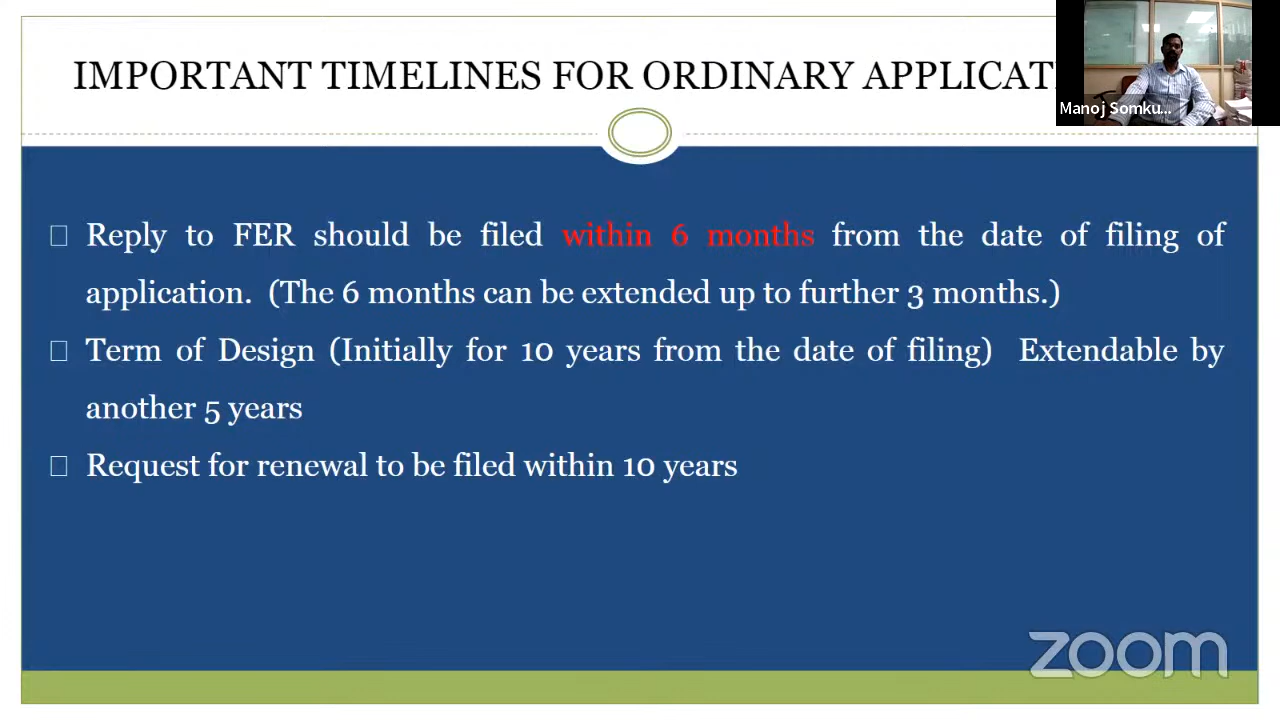 IMPORTANT TIMELINES FOR ORDINARY
Manoj Somku...
Reply to FER should be filed within 6 months from the date of filing of
application. (The 6 months can be extended up to further 3 months.)
Term of Design (Initially for 10 years from the date of filing) Extendable by
another 5 years
Request for renewal to be filed within 10 years
zoom